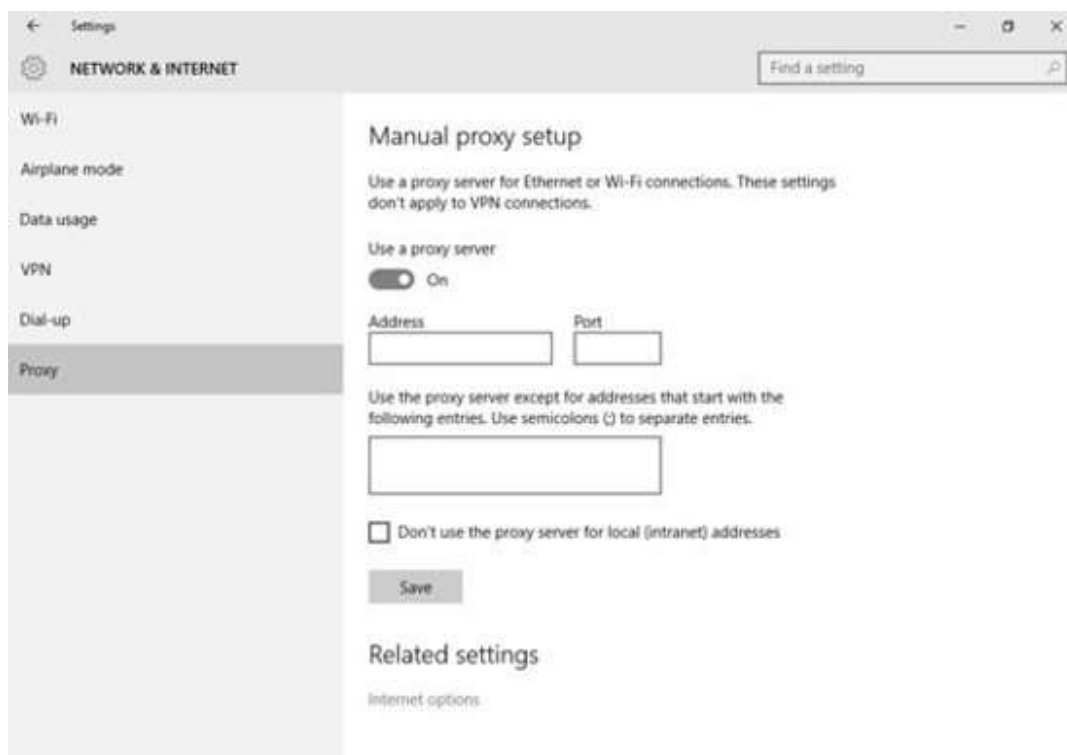 Settings
NETWORK & INTERNET
Find a setting
Wi-Fi
Airplane mode
Data usage
VPN
Dial-up
Proxy
Manual proxy setup
Use a proxy server for Ethernet or Wi-Fi connections. These settings
don't apply to VPN connections.
Use a proxy server
On
Address
Port
Use the proxy server except for addresses that start with the
following entries. Use semicolons (;) to separate entries.
Don't use the proxy server for local (intranet) addresses
Save
Related settings
Internet options